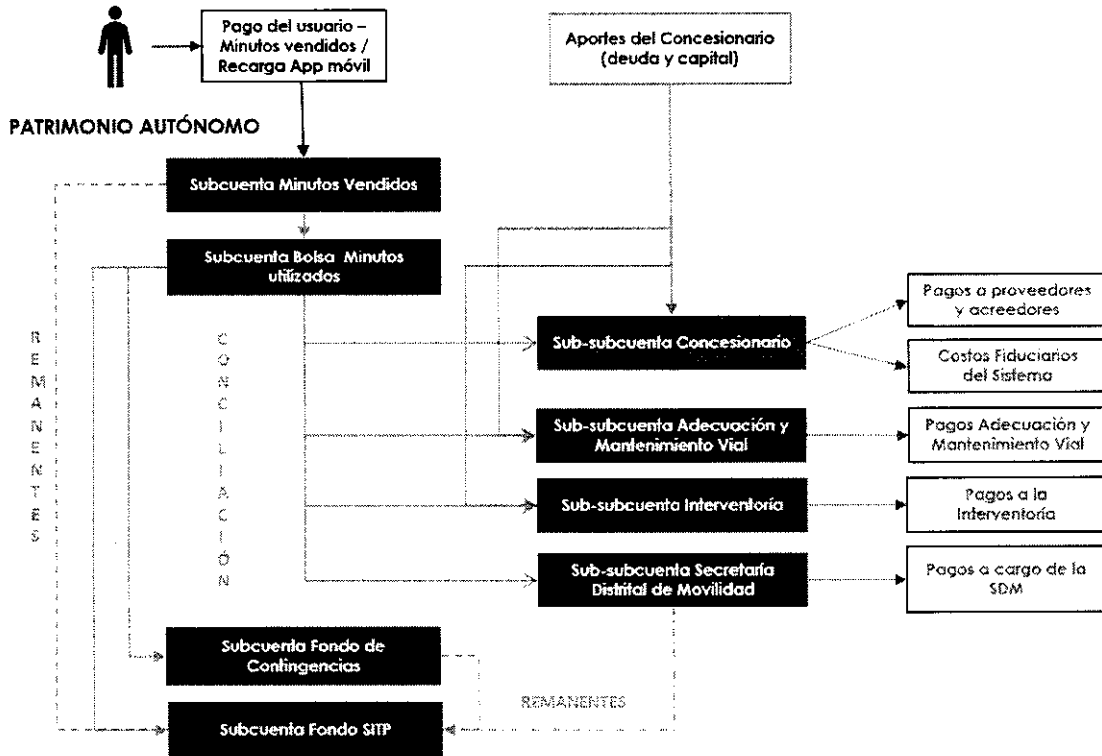 Pago del usuario –
Minutos vendidos /
Recarga App móvil
Aportes del Concesionario
(deuda y capital)
PATRIMONIO AUTÓNOMO
Subcuenta Minutos Vendidos
Subcuenta Bolsa Minutos
utilizados
REMANENTES
CONCILIACIÓN
Sub-subcuenta Concesionario
Pagos a proveedores
y acreedores
Costos Fiduciarios
del Sistema
Sub-subcuenta Adecuación y
Mantenimiento Vial
Pagos Adecuación y
Mantenimiento Vial
Sub-subcuenta Interventoría
Pagos a la
Interventoría
Sub-subcuenta Secretaría
Distrital de Movilidad
Pagos a cargo de la
SDM
Subcuenta Fondo de
Contingencias
REMANENTES
Subcuenta Fondo SITP